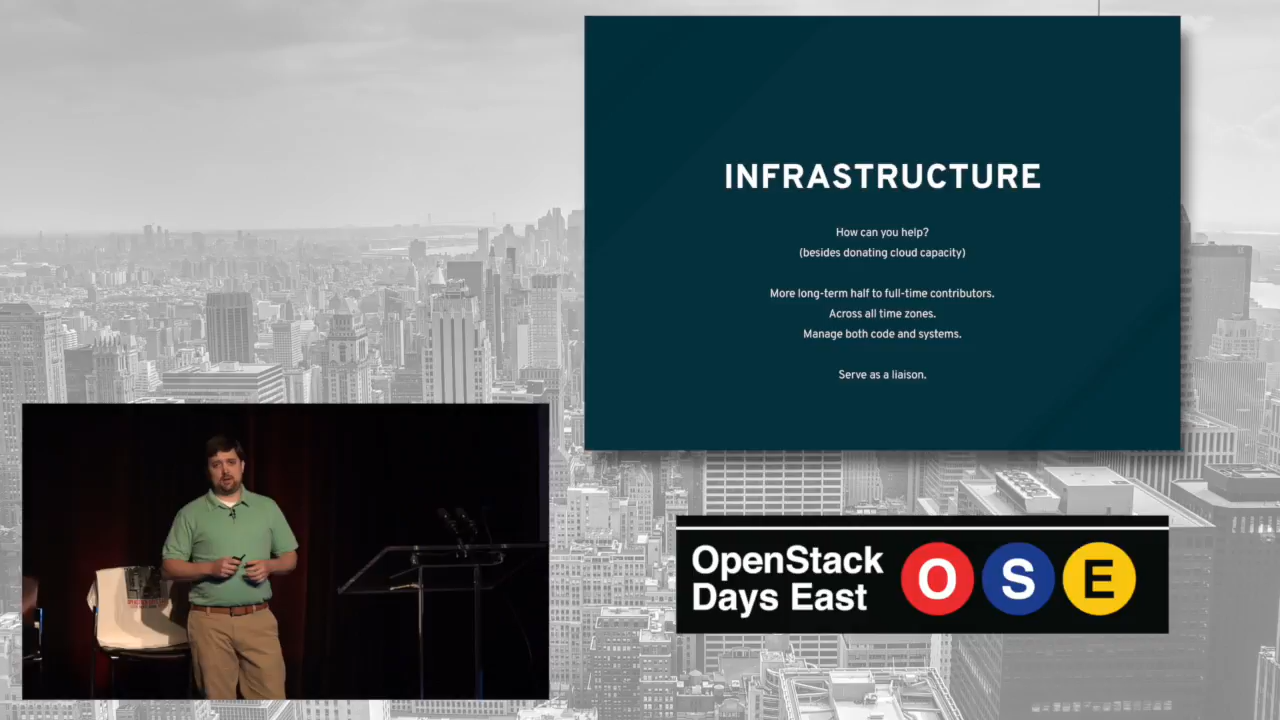 INFRASTRUCTURE
How can you help?
(besides donating cloud capacity)
More long-term half to full-time contributors.
Across all time zones.
Manage both code and systems.
Serve as a liaison.
OpenStack
Days East
O S E